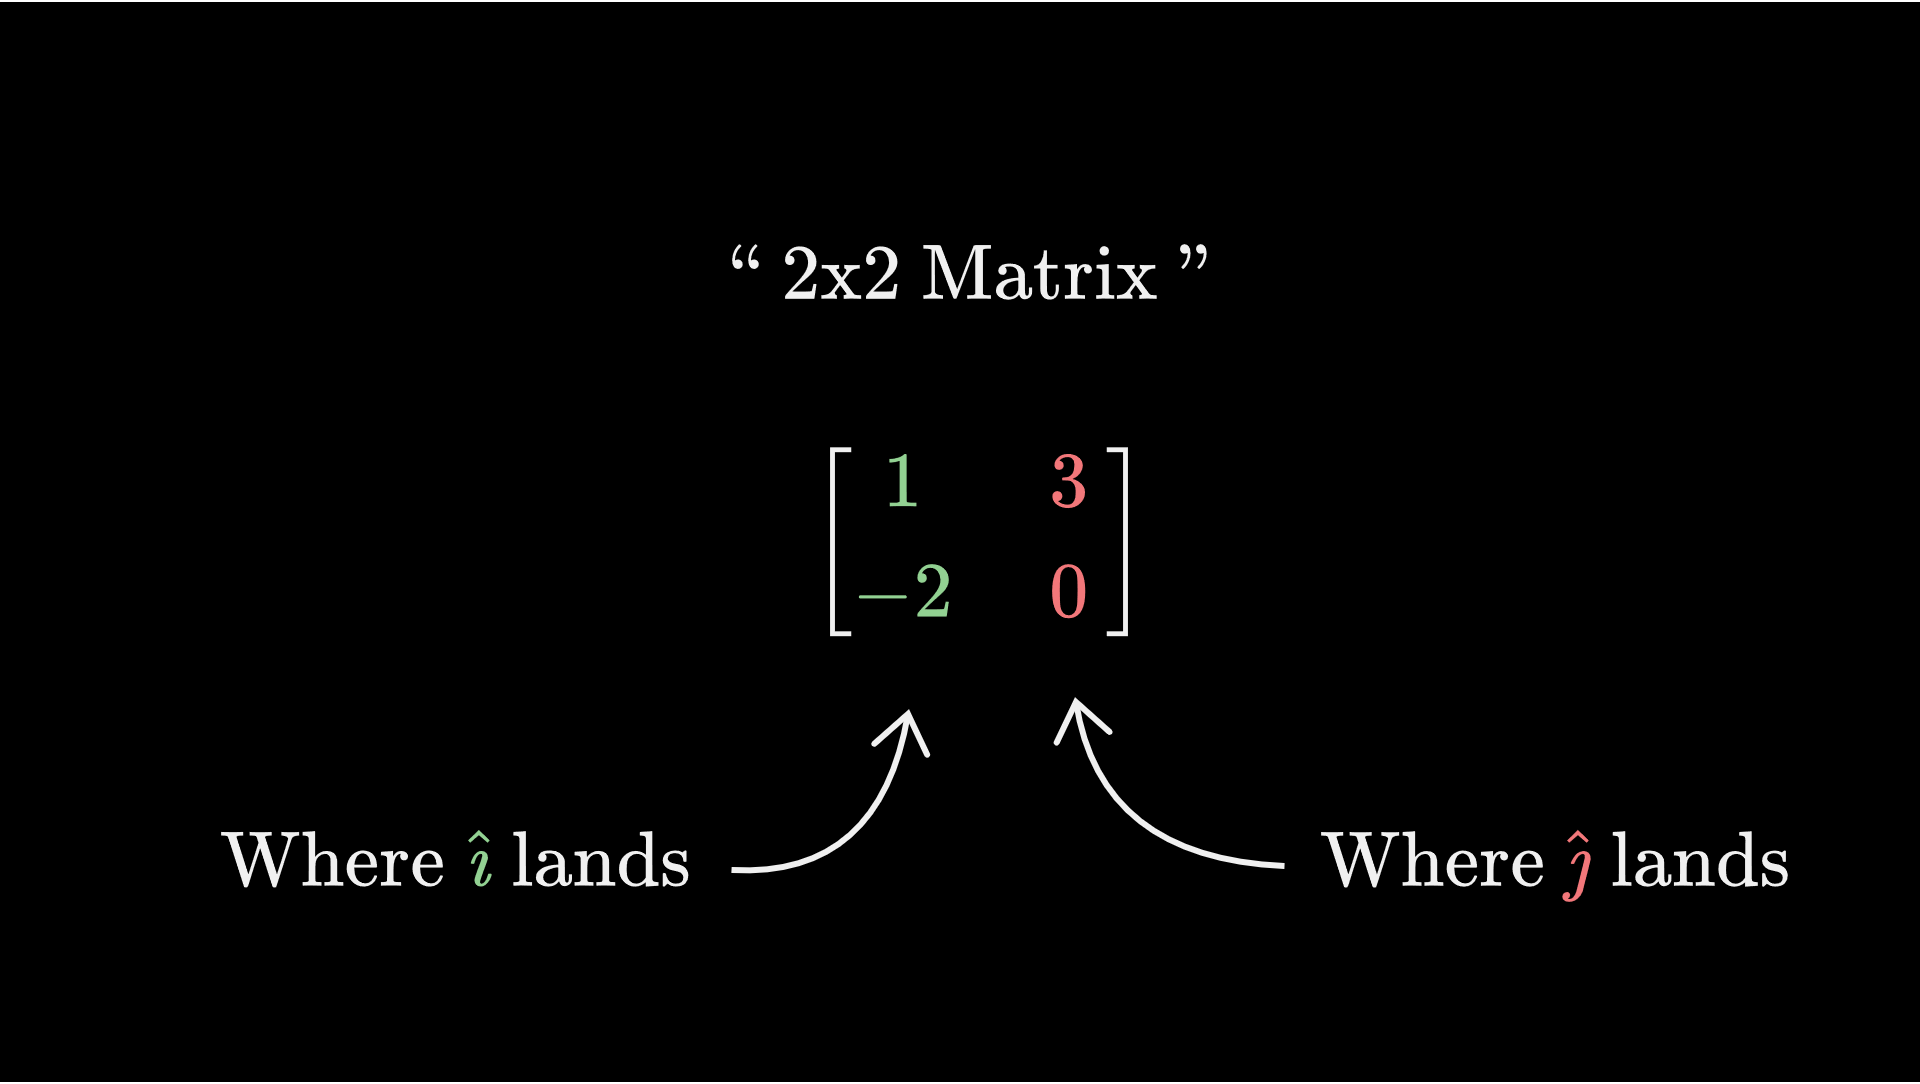 “ 2x2 Matrix ”
[ 1 3 ]
[ −2 0 ]
Where î lands
Where ĵ lands